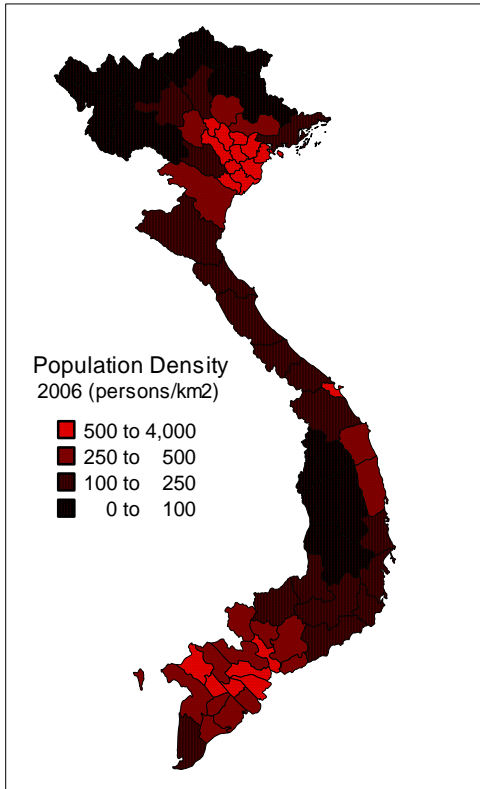 Population Density
2006 (persons/km2)
500 to 4,000
250 to 500
100 to 250
0 to 100